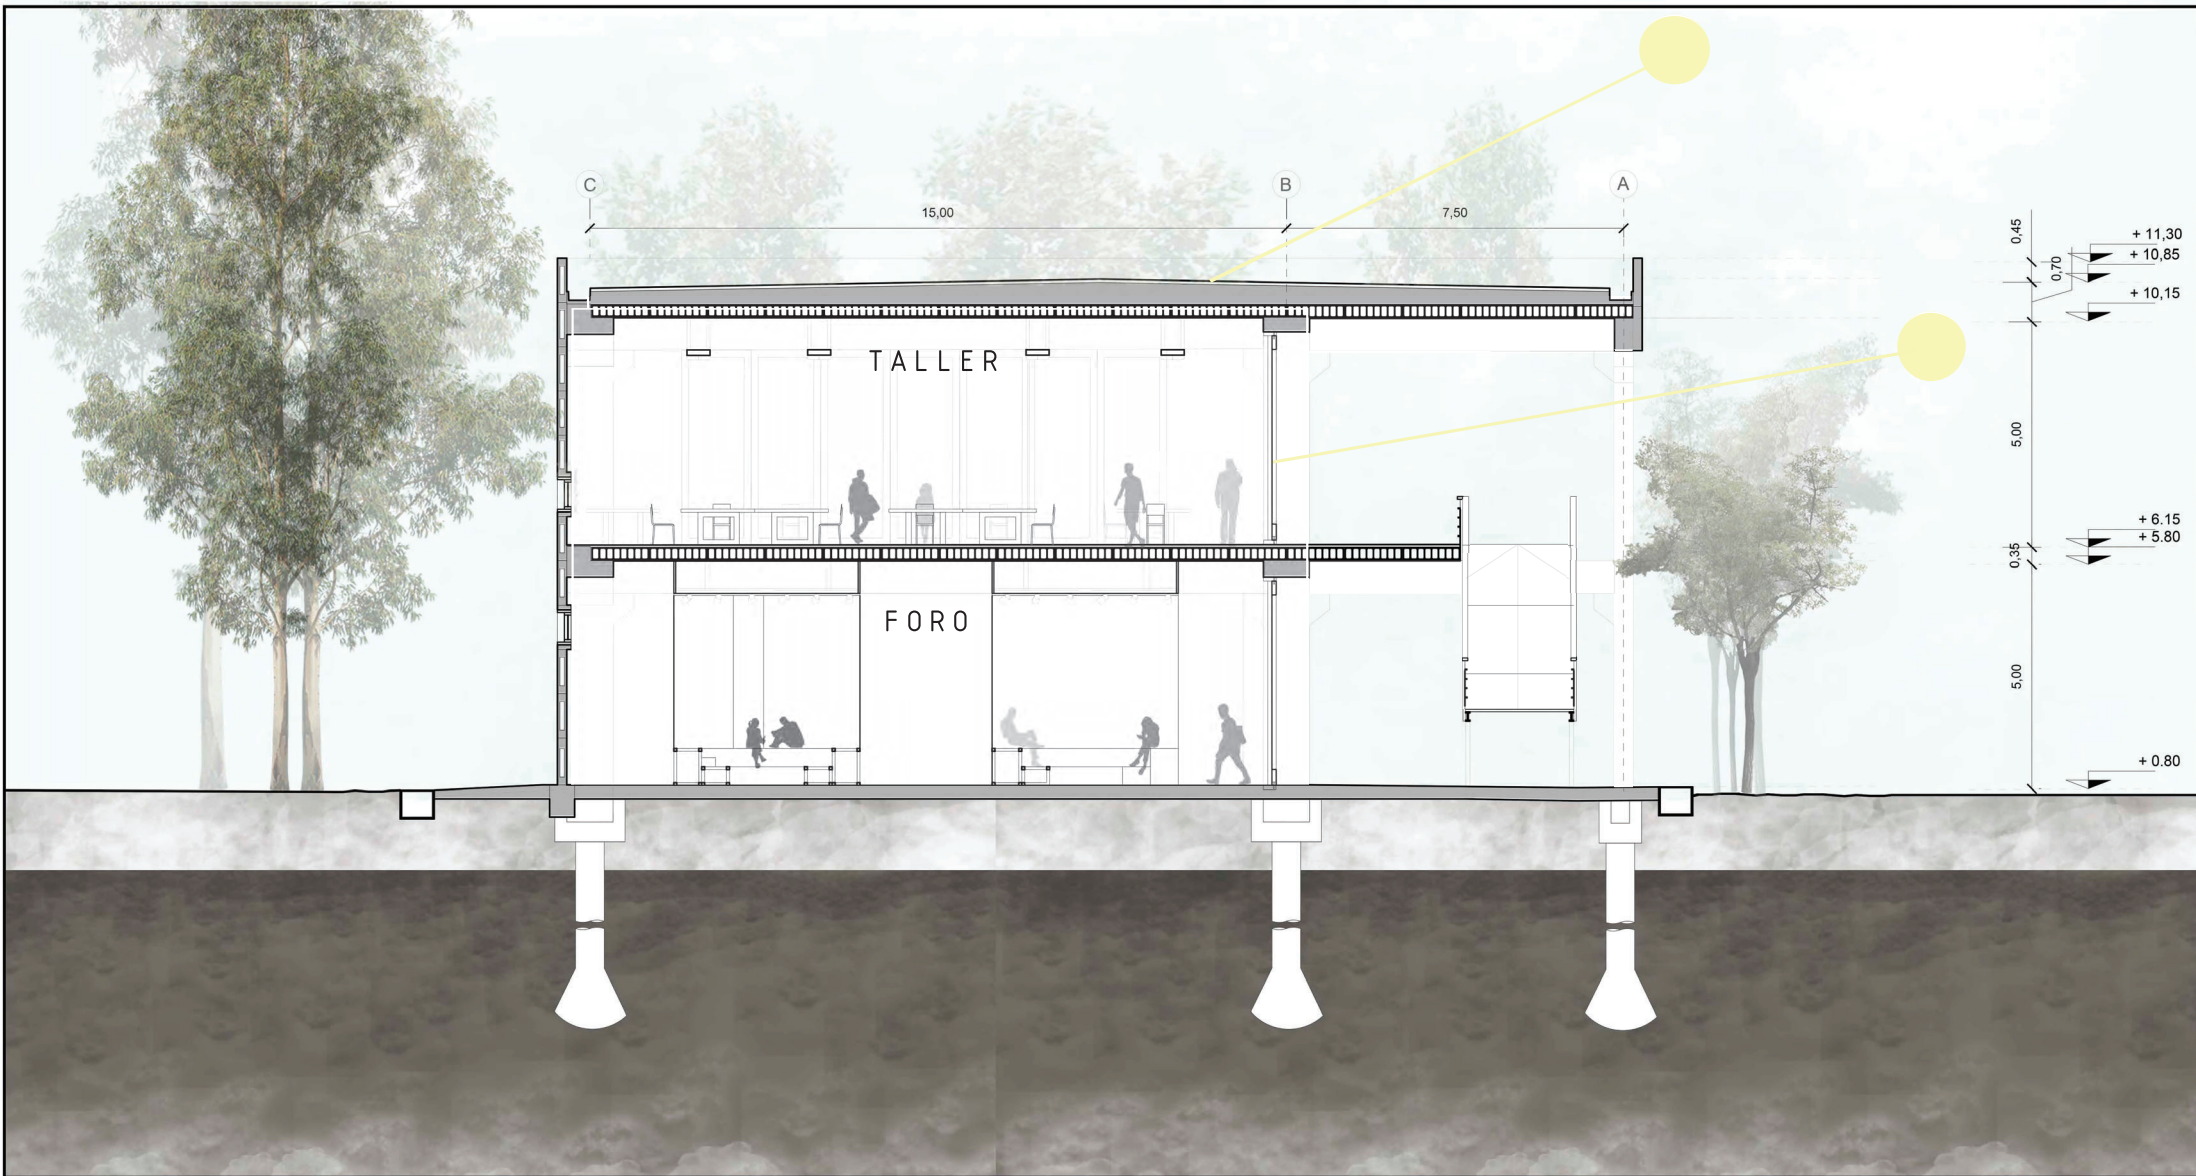 C
B
A
15,00
7,50
0,45
+ 11,30
+ 10,85
0,70
+ 10,15
TALLER
5,00
+ 6.15
+ 5.80
0,35
FORO
5,00
+ 0.80